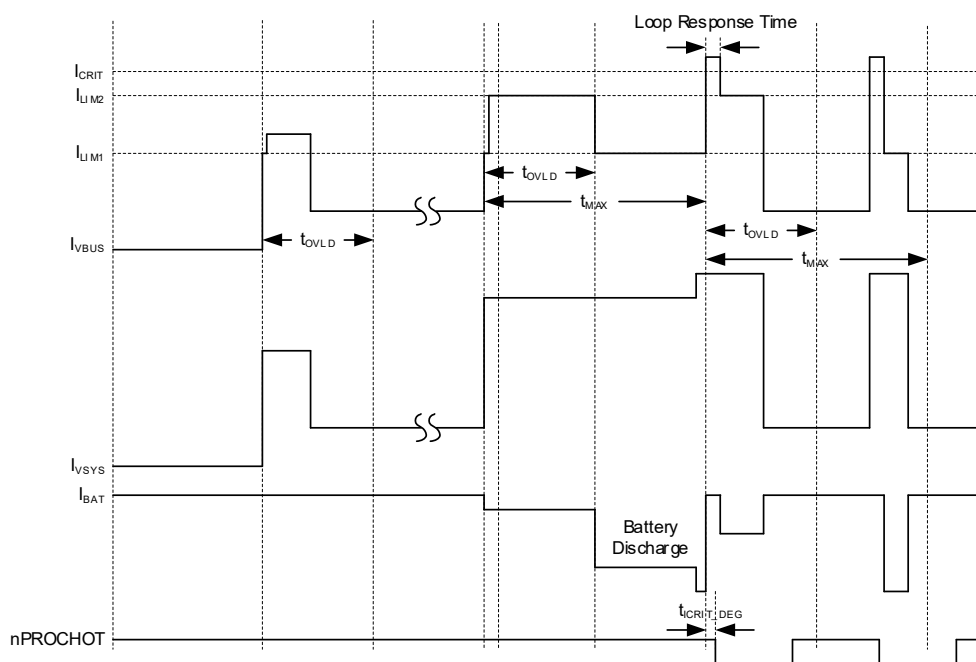 Loop Response Time
ICRIT
ILIM2
ILIM1
tOVLD
tMAX
tOVLD
tOVLD
IVBUS
tMAX
IVSYS
IBAT
Battery
Discharge
tICRIT_DEG
nPROCHOT